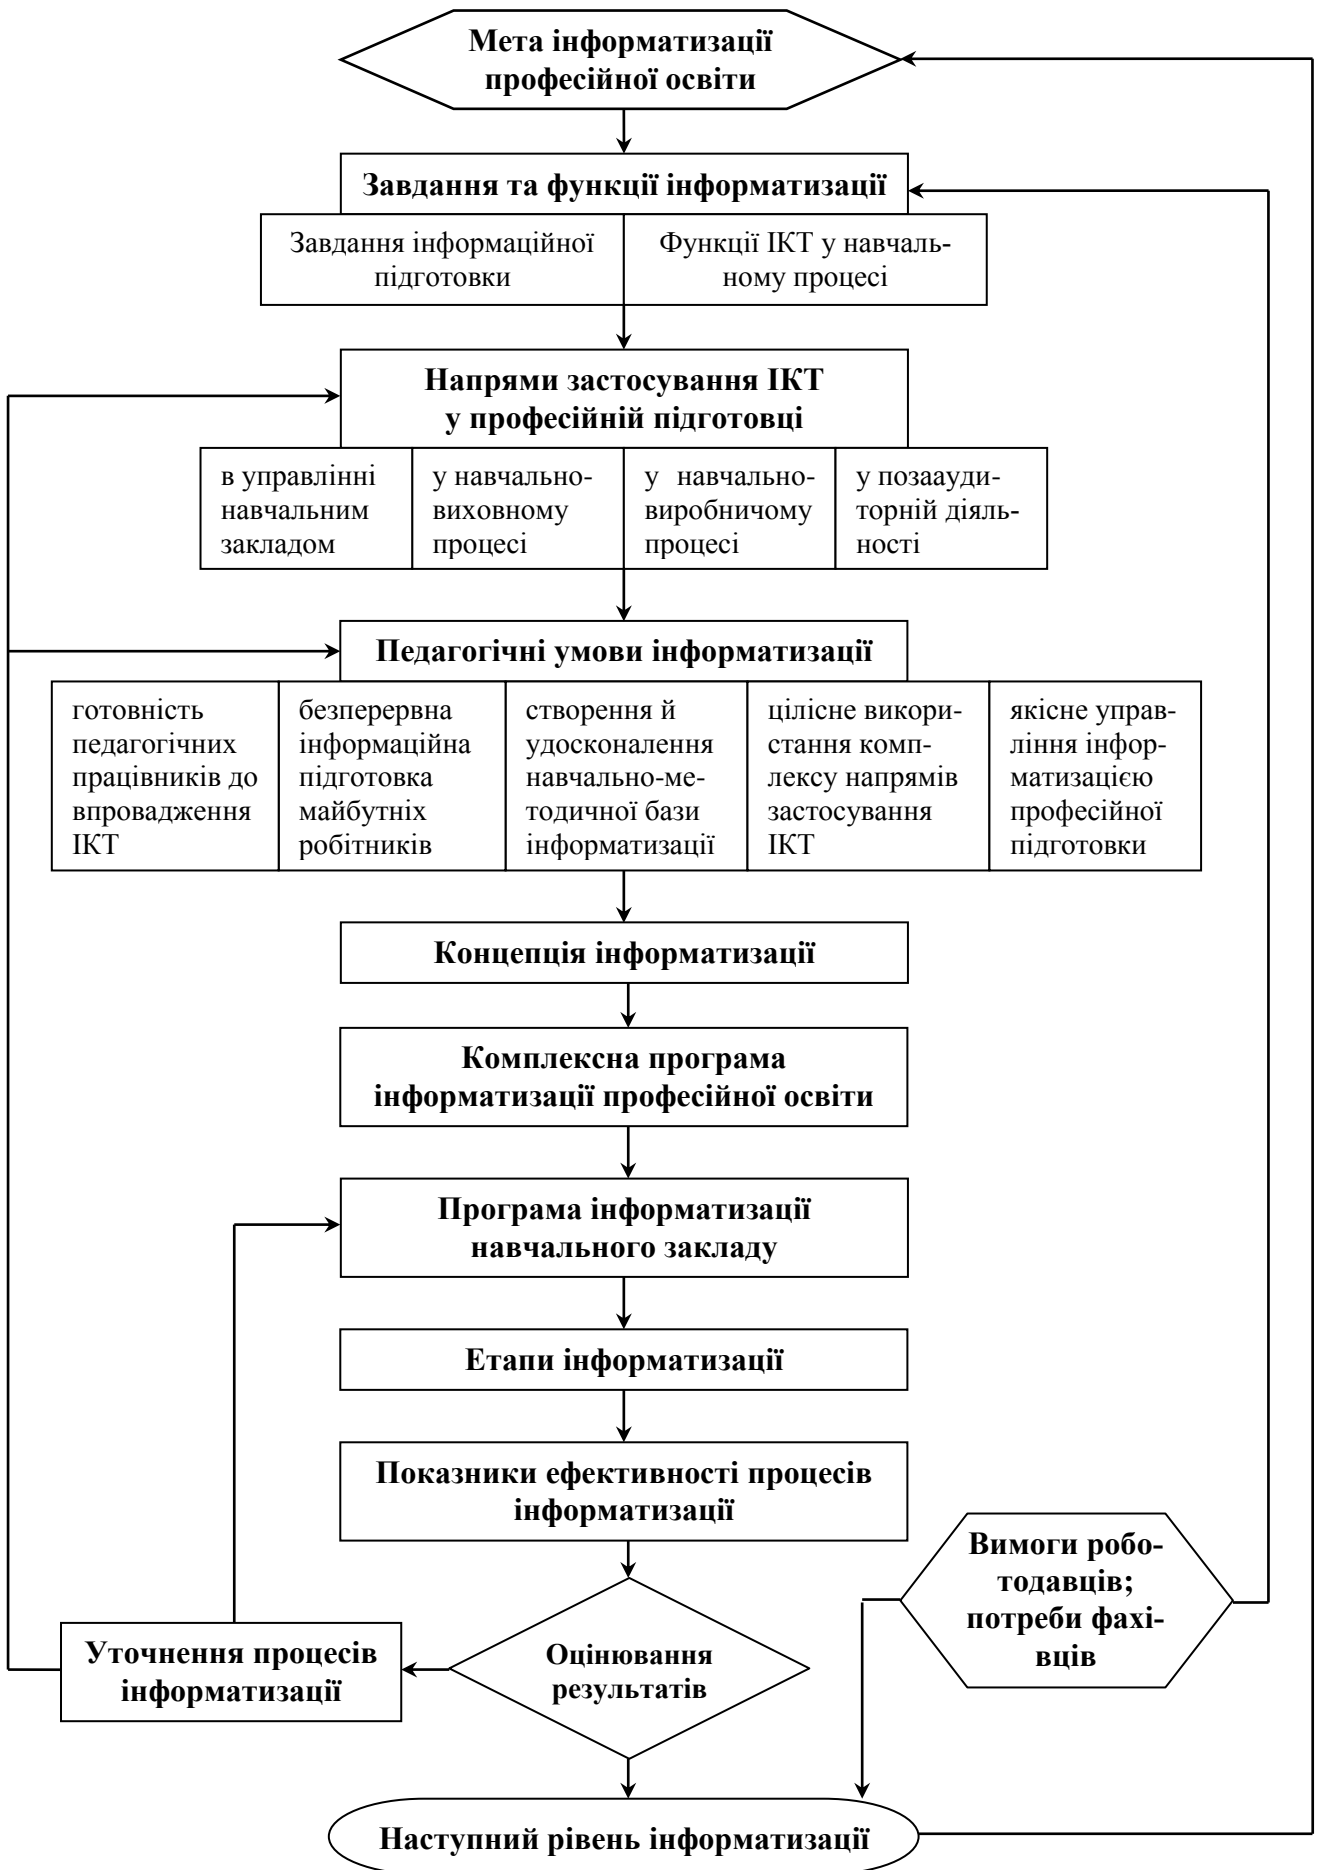 Мета інформатизації
професійної освіти
Завдання та функції інформатизації
Завдання інформаційної
підготовки
Функції ІКТ у навчаль-
ному процесі
Напрями застосування ІКТ
у професійній підготовці
в управлінні
навчальним
закладом
у навчально-
виховному
процесі
у навчально-
виробничому
процесі
у позаауди-
торній діяль-
ності
Педагогічні умови інформатизації
готовність
педагогічних
працівників до
впровадження
ІКТ
безперервна
інформаційна
підготовка
майбутніх
робітників
створення й
удосконалення
навчально-ме-
тодичної бази
інформатизації
цілісне викори-
стання комп-
лексу напрямів
застосування
ІКТ
якісне управ-
ління інфор-
матизацією
професійної
підготовки
Концепція інформатизації
Комплексна програма
інформатизації професійної освіти
Програма інформатизації
навчального закладу
Етапи інформатизації
Показники ефективності процесів
інформатизації
Вимоги робо-
тодавців;
потреби фахі-
вців
Уточнення процесів
інформатизації
Оцінювання
результатів
Наступний рівень інформатизації